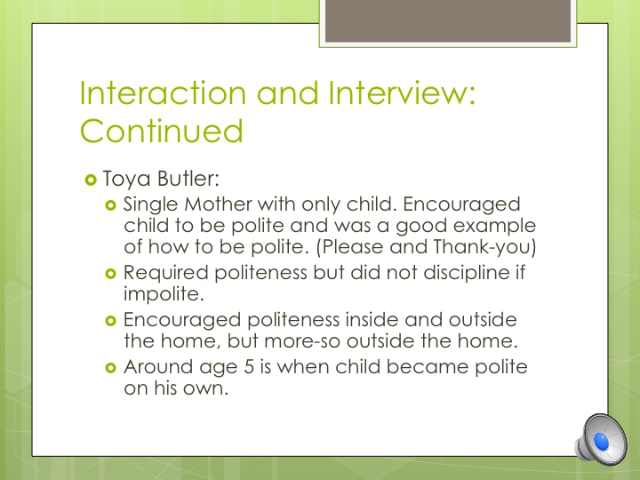 Interaction and Interview:
Continued
Toya Butler:
Single Mother with only child. Encouraged
child to be polite and was a good example
of how to be polite. (Please and Thank-you)
Required politeness but did not discipline if
impolite.
Encouraged politeness inside and outside
the home, but more-so outside the home.
Around age 5 is when child became polite
on his own.